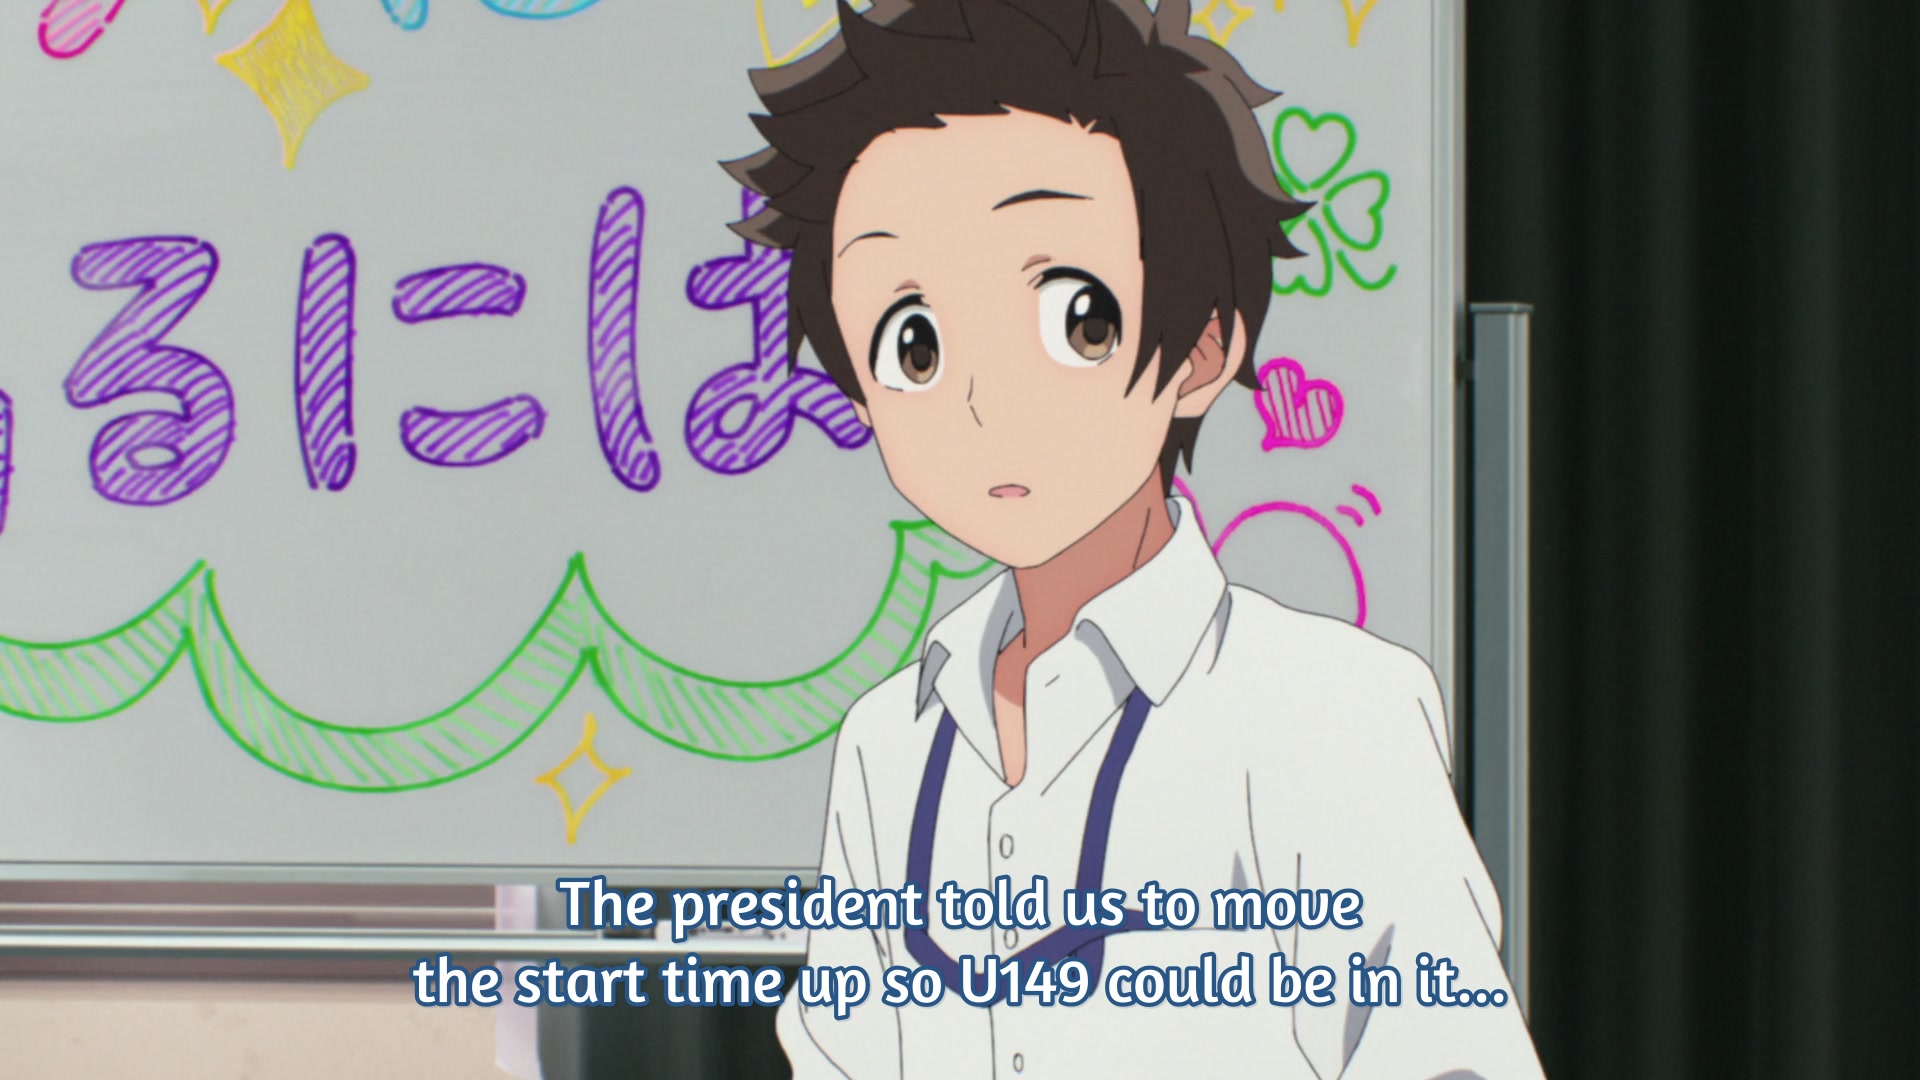 るには
The president told us to move
the start time up so U149 could be in it...